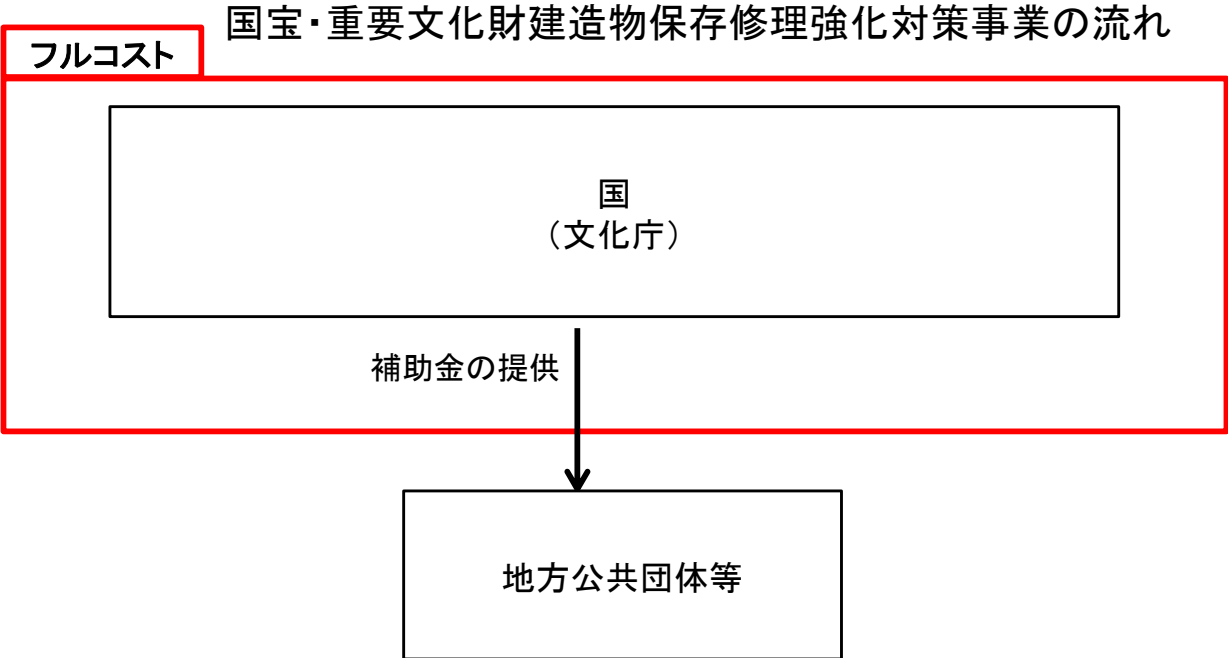 国宝・重要文化財建造物保存修理強化対策事業の流れ
フルコスト
国
（文化庁）
補助金の提供
地方公共団体等